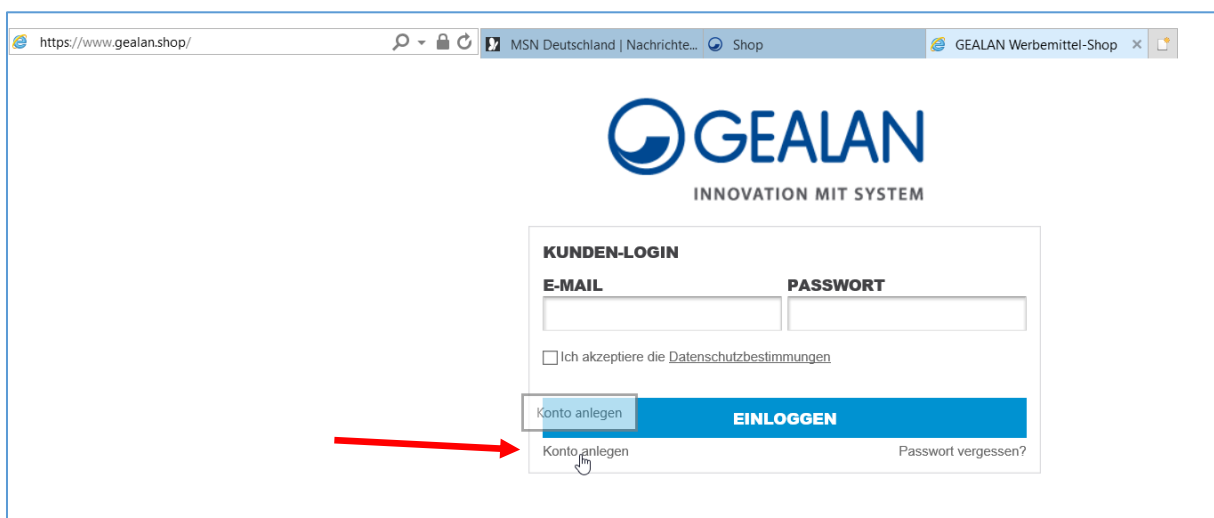 https://www.gealan.shop/
MSN Deutschland | Nachrichte...
Shop
GEALAN Werbemittel-Shop
GEALAN
INNOVATION MIT SYSTEM
KUNDEN-LOGIN
E-MAIL PASSWORT
Ich akzeptiere die Datenschutzbestimmungen
Konto anlegen
EINLOGGEN
Konto anlegen Passwort vergessen?